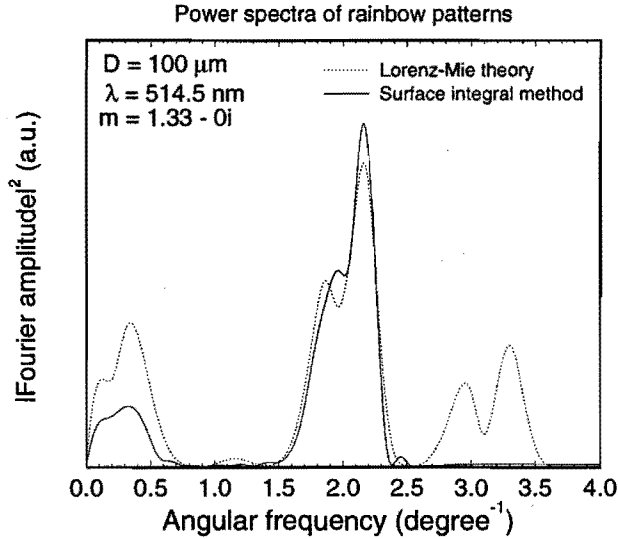 Power spectra of rainbow patterns
D = 100 μm
λ = 514.5 nm
m = 1.33 - 0i
Lorenz-Mie theory
Surface integral method
|Fourier amplitude|² (a.u.)
0.0 0.5 1.0 1.5 2.0 2.5 3.0 3.5 4.0
Angular frequency (degree⁻¹)